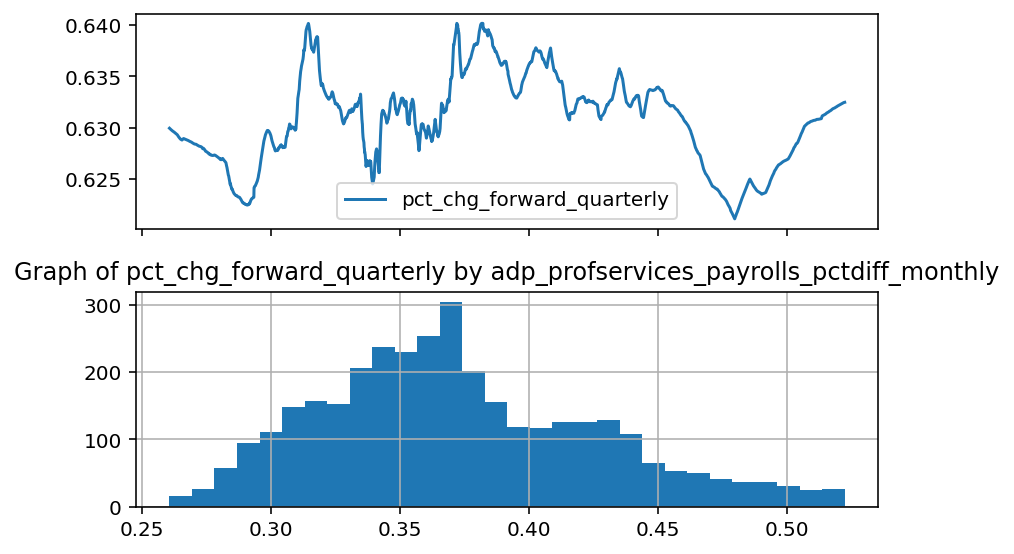 0.640
0.635
0.630
0.625
pct_chg_forward_quarterly
Graph of pct_chg_forward_quarterly by adp_profservices_payrolls_pctdiff_monthly
300
200
100
0
0.25 0.30 0.35 0.40 0.45 0.50